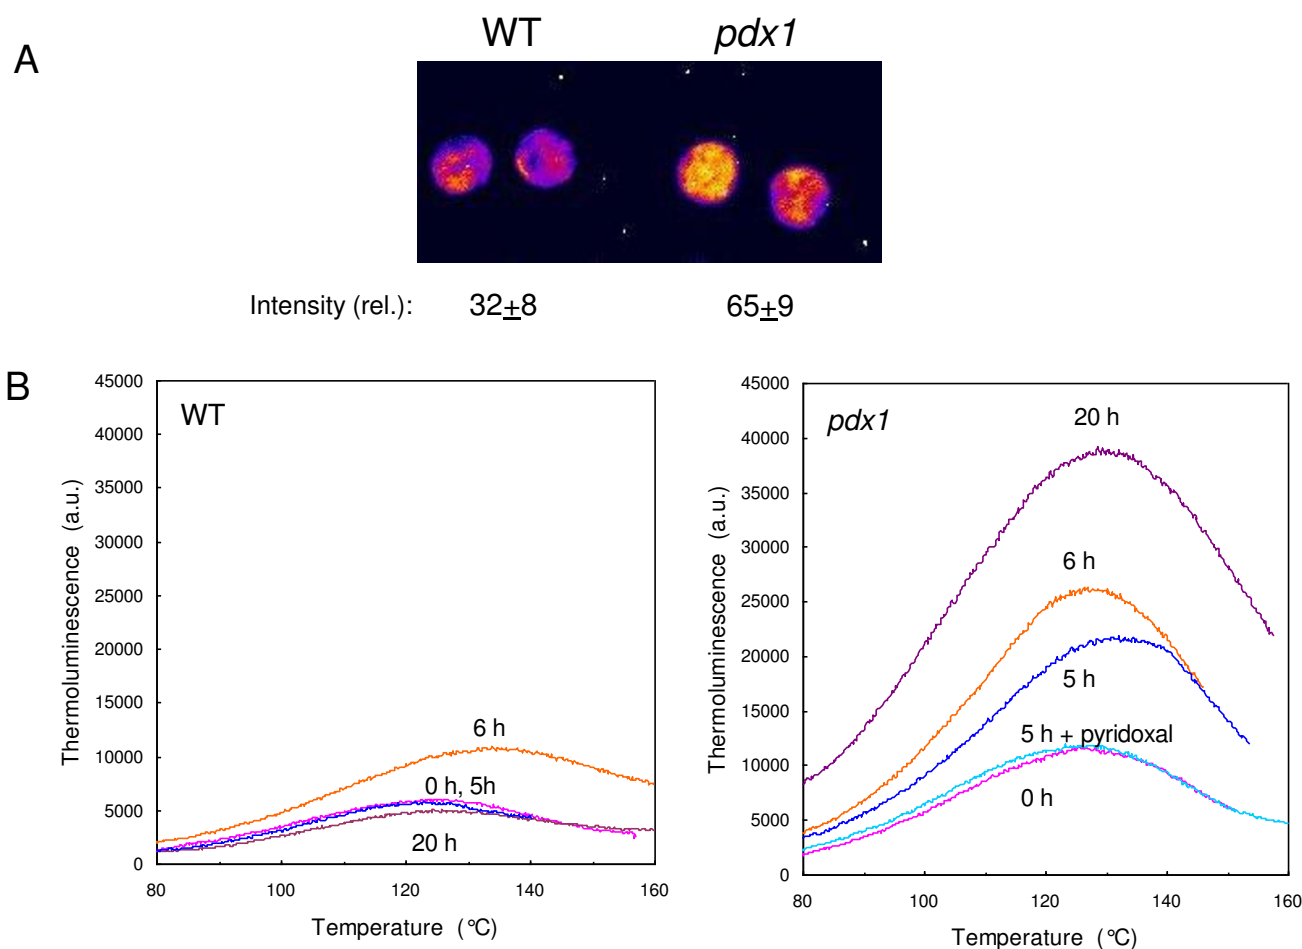 A
WT pdx1
Intensity (rel.): 32±8 65±9
B
WT
45000
40000
35000
30000
25000
20000
15000
10000
5000
0
Thermoluminescence (a.u.)
6 h
0 h, 5h
20 h
80 100 120 140 160
Temperature (°C)
pdx1
45000
40000
35000
30000
25000
20000
15000
10000
5000
0
Thermoluminescence (a.u.)
20 h
6 h
5 h
5 h + pyridoxal
0 h
80 100 120 140 160
Temperature (°C)